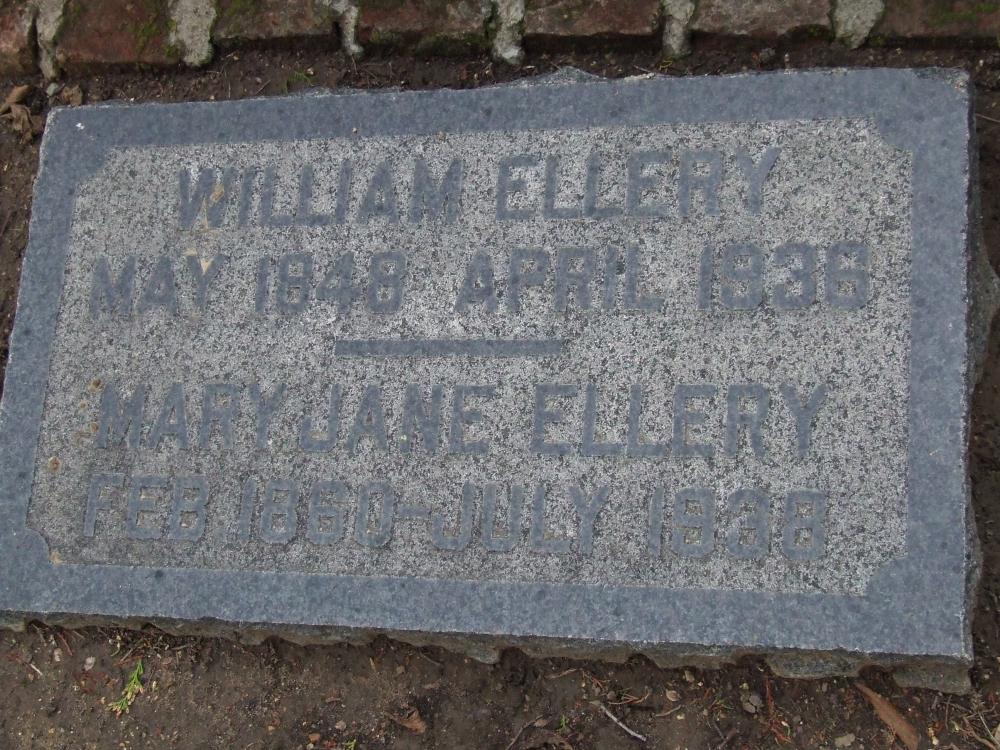 WILLIAM ELLERY
MAY 1848 APRIL 1936
MARY JANE ELLERY
FEB 1860-JULY 1938